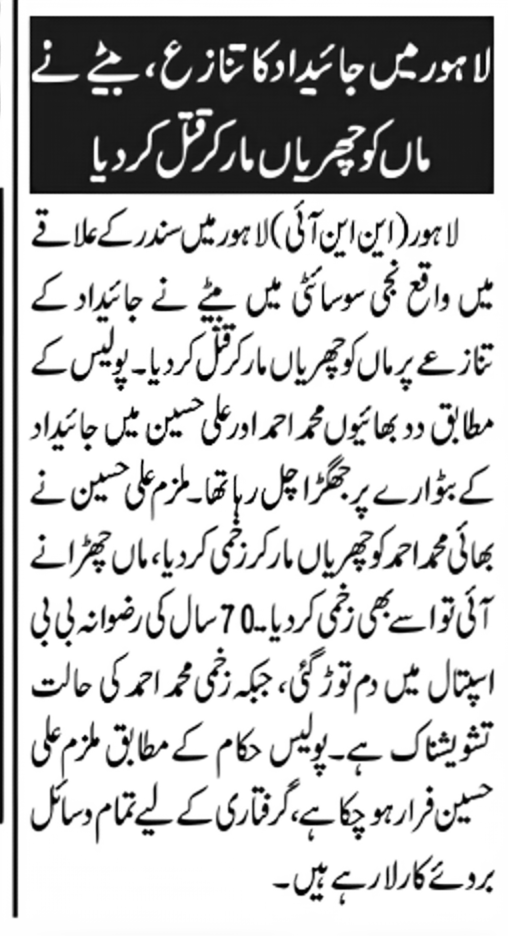 لاہور میں جائیداد کا تنازع، بیٹے نے
ماں کو چھریاں مار کر قتل کر دیا
لاہور (این این آئی) لاہور میں سندر کے علاقے
میں واقع نجی سوسائٹی میں بیٹے نے جائیداد کے
تنازعے پر ماں کو چھریاں مار کر قتل کر دیا۔ پولیس کے
مطابق دد بھائیوں محمد احمد اور علی حسین میں جائیداد
کے بٹوارے پر جھگڑا چل رہا تھا۔ ملزم علی حسین نے
بھائی محمد احمد کو چھریاں مار کر زخمی کر دیا، ماں چھڑانے
آئی تو اسے بھی زخمی کر دیا۔۔70 سال کی رضوانہ بی بی
اسپتال میں دم توڑ گئی، جبکہ زخمی محمد احمد کی حالت
تشویشناک ہے۔ پولیس حکام کے مطابق ملزم علی
حسین فرار ہو چکا ہے، گرفتاری کے لیے تمام وسائل
بروئے کار لا رہے ہیں۔